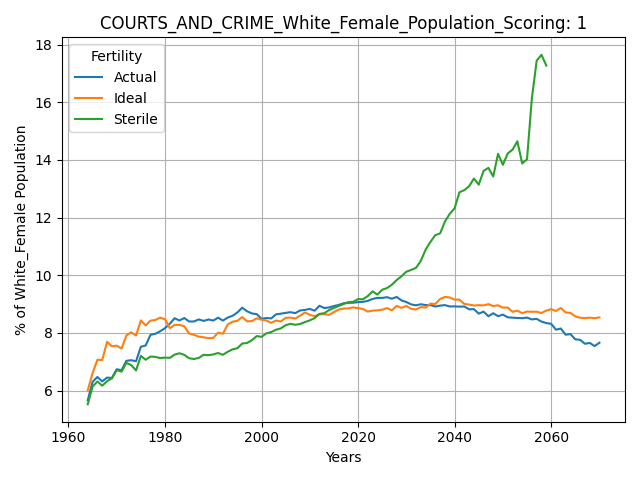 COURTS_AND_CRIME_White_Female_Population_Scoring: 1
18
16
14
12
10
8
6
% of White_Female Population
Fertility
Actual
Ideal
Sterile
1960 1980 2000 2020 2040 2060
Years